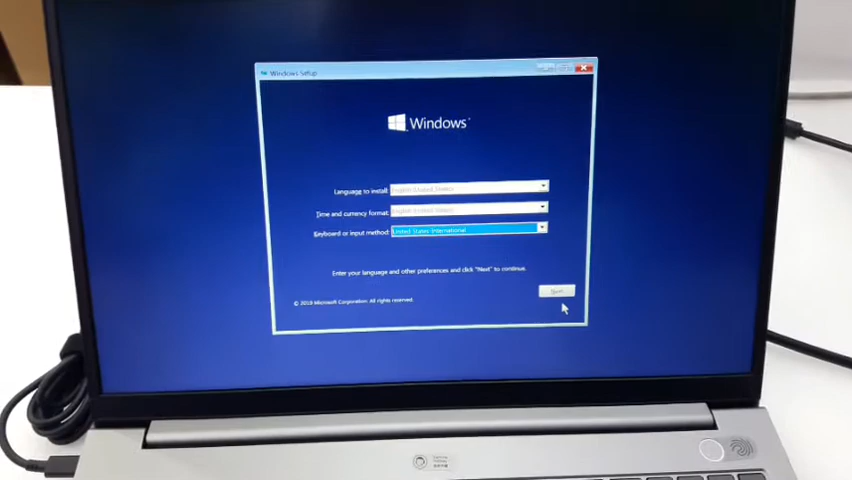 Windows Setup
Windows
Language to install: English (United States)
Time and currency format: English (United States)
Keyboard or input method: United States-International
Enter your language and other preferences and click "Next" to continue.
© 2019 Microsoft Corporation. All rights reserved.
Next